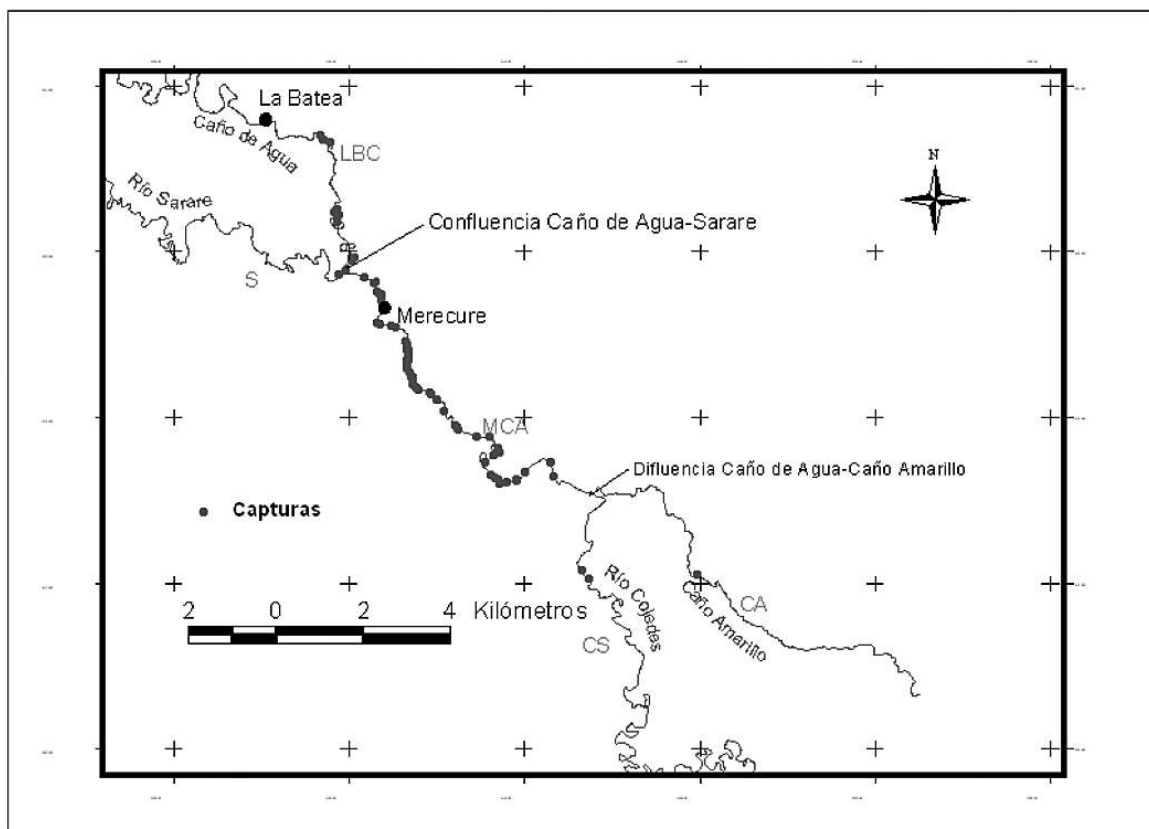 La Batea
Caño de Agua
LBC
N
Río Sarare
Confluencia Caño de Agua-Sarare
S
Merecure
MCA
Difluencia Caño de Agua-Caño Amarillo
Capturas
Río Cojedes
2 0 2 4 Kilómetros
CA
Caño Amarillo
CS